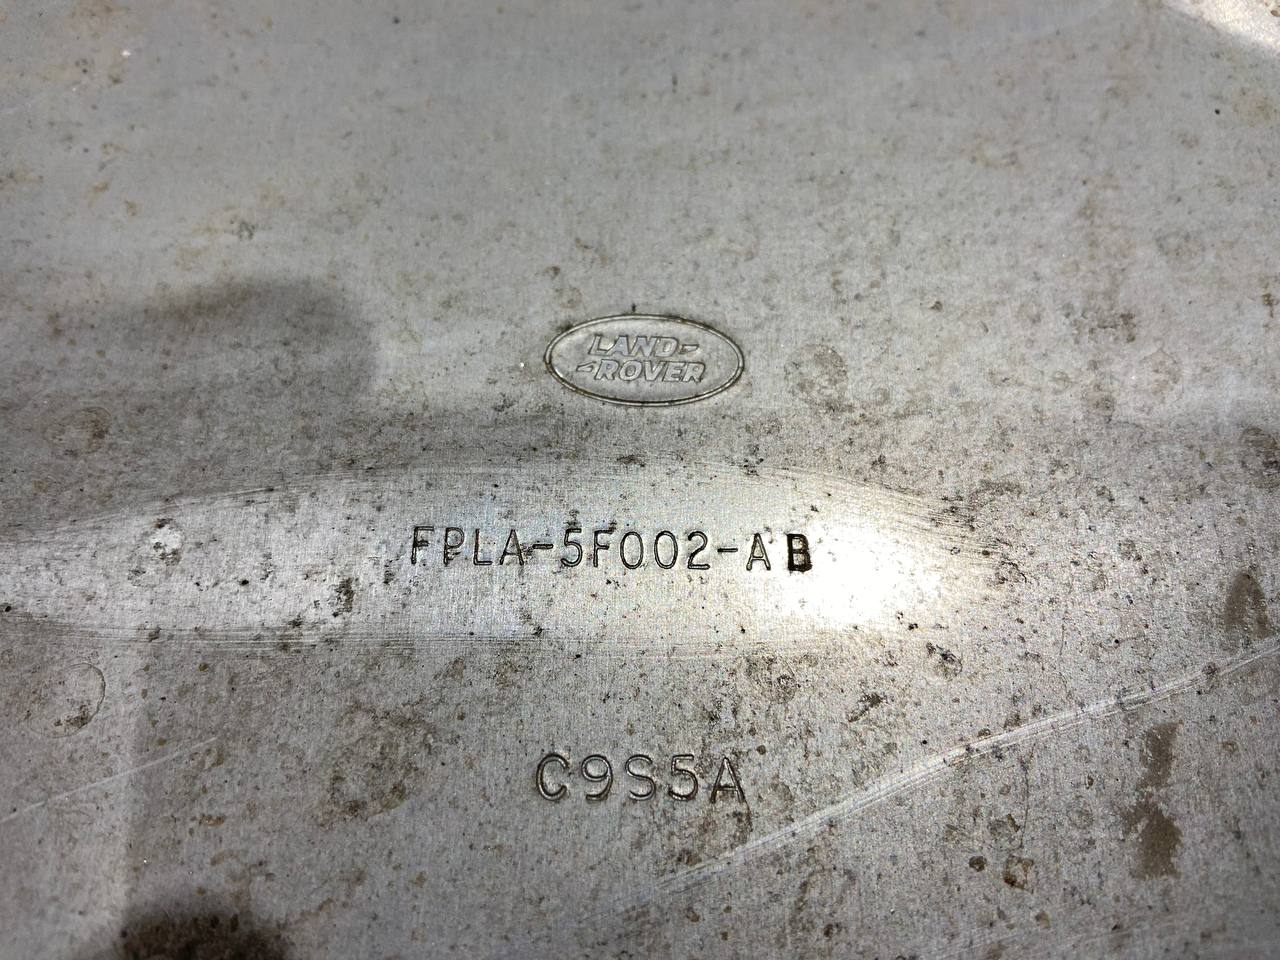 LAND-
-ROVER
FPLA-5F002-AB
C9S5A